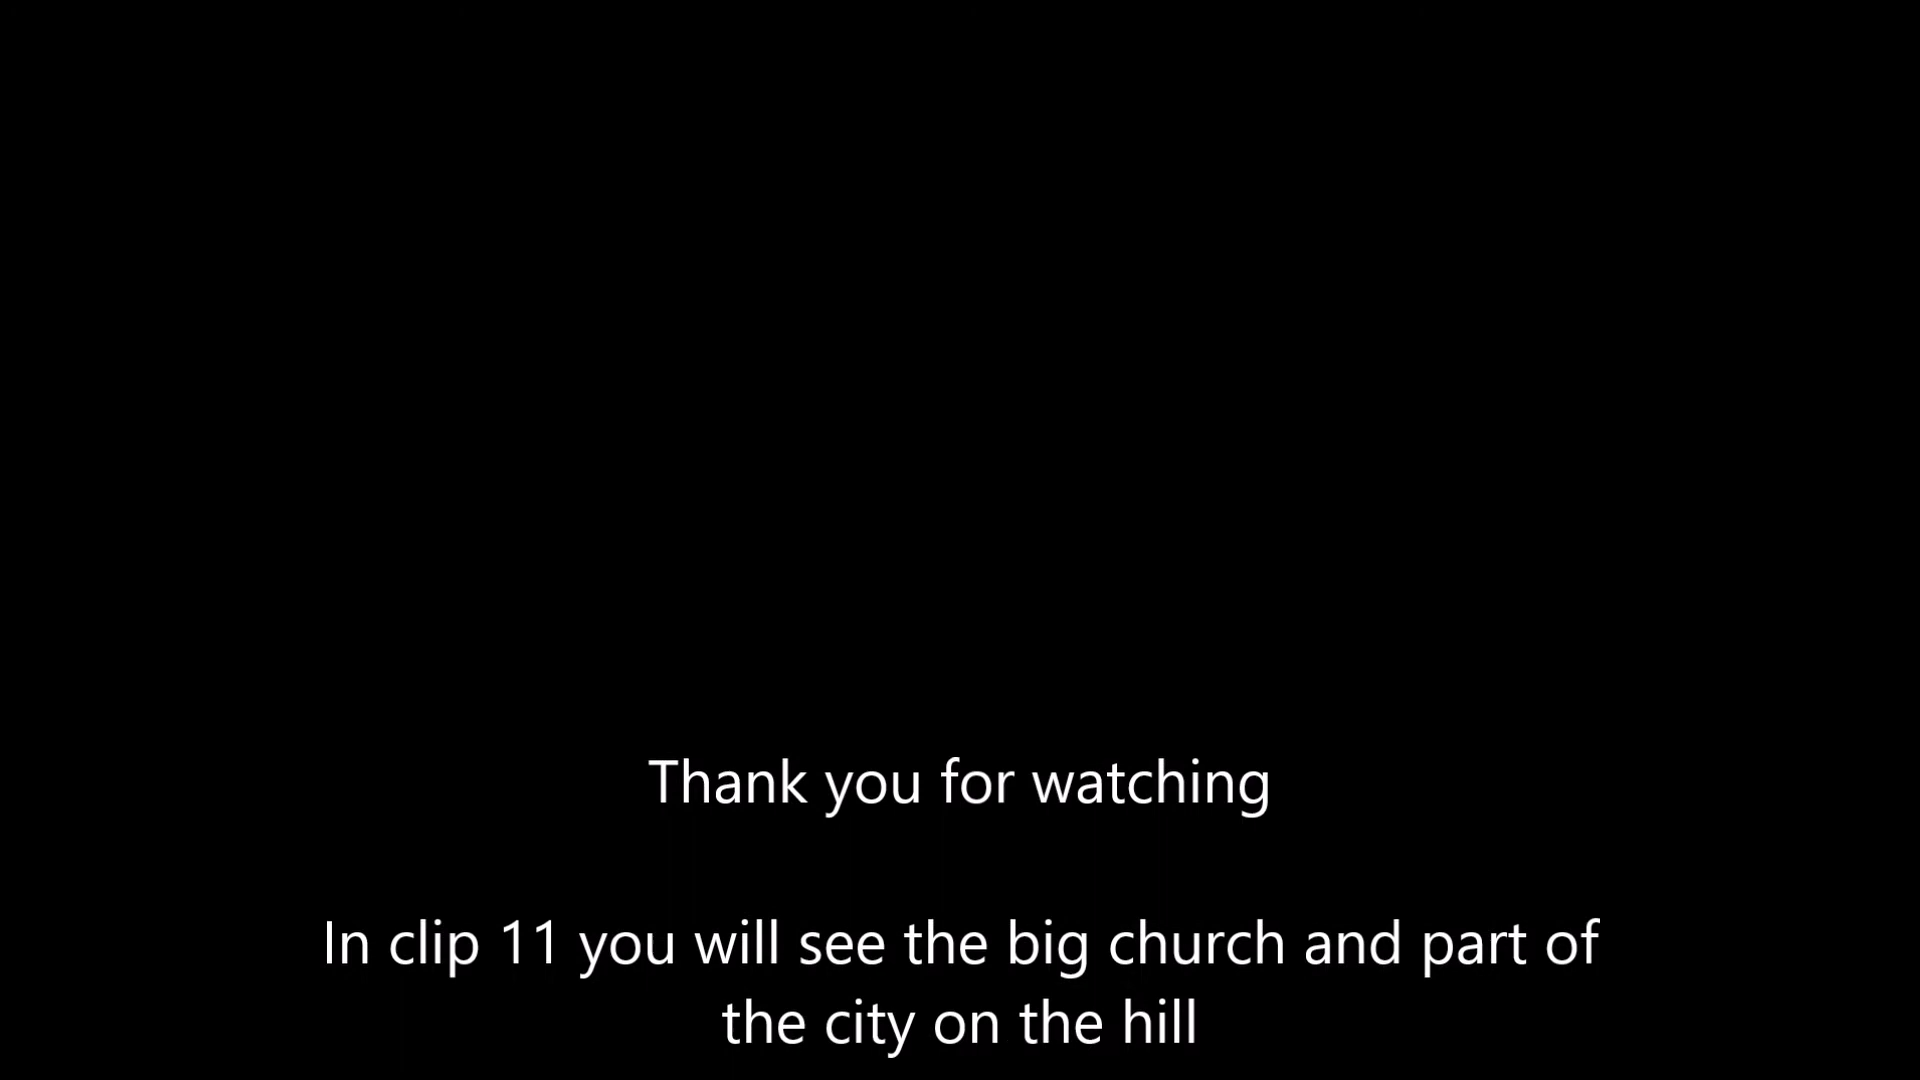 Thank you for watching
In clip 11 you will see the big church and part of
the city on the hill